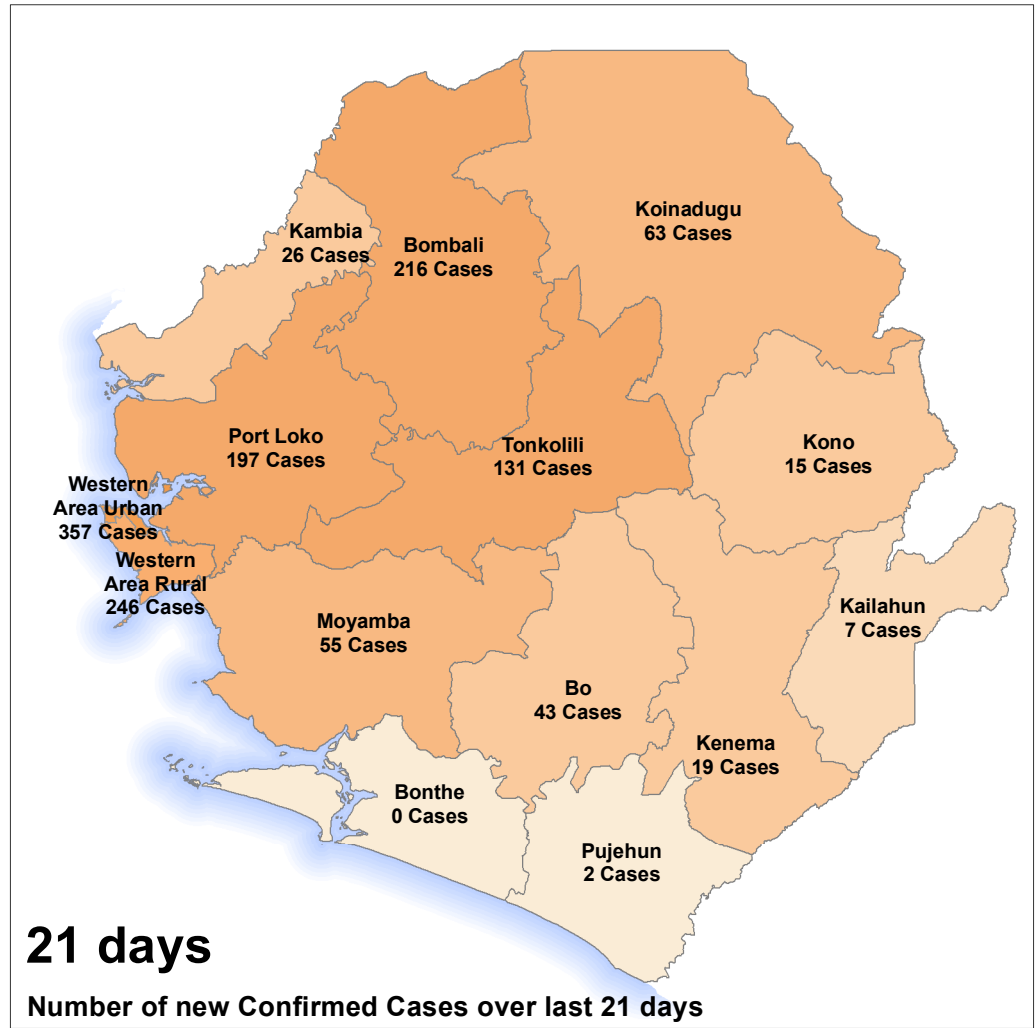 Koinadugu
63 Cases
Kambia
26 Cases
Bombali
216 Cases
Port Loko
197 Cases
Tonkolili
131 Cases
Kono
15 Cases
Western
Area Urban
357 Cases
Western
Area Rural
246 Cases
Kailahun
7 Cases
Moyamba
55 Cases
Bo
43 Cases
Kenema
19 Cases
Bonthe
0 Cases
Pujehun
2 Cases
21 days
Number of new Confirmed Cases over last 21 days